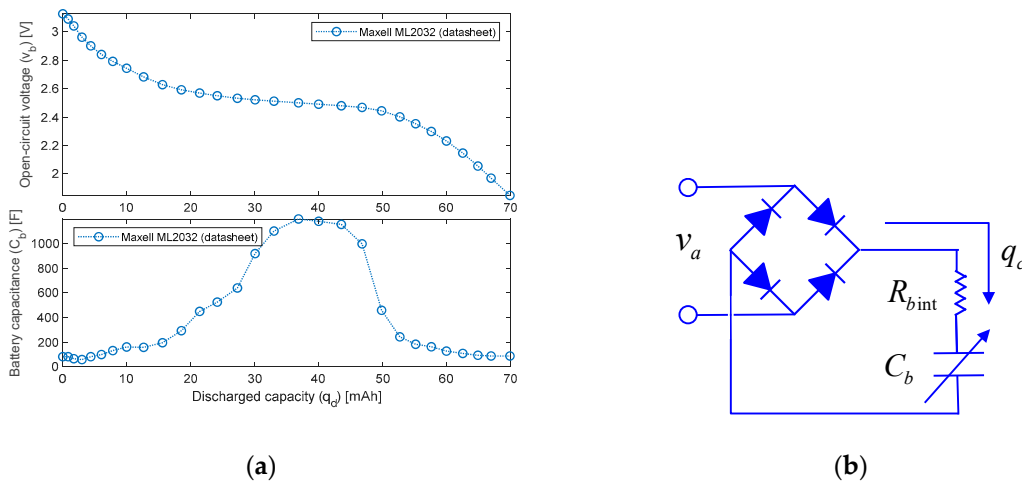 Open-circuit voltage (v_b) [V]
3
2.8
2.6
2.4
2.2
2
Maxell ML2032 (datasheet)
0 10 20 30 40 50 60 70
Battery capacitance (C_b) [F]
1000
800
600
400
200
0
Maxell ML2032 (datasheet)
0 10 20 30 40 50 60 70
Discharged capacity (q_d) [mAh]
v_a
q_c
R_bint
C_b
(a)
(b)